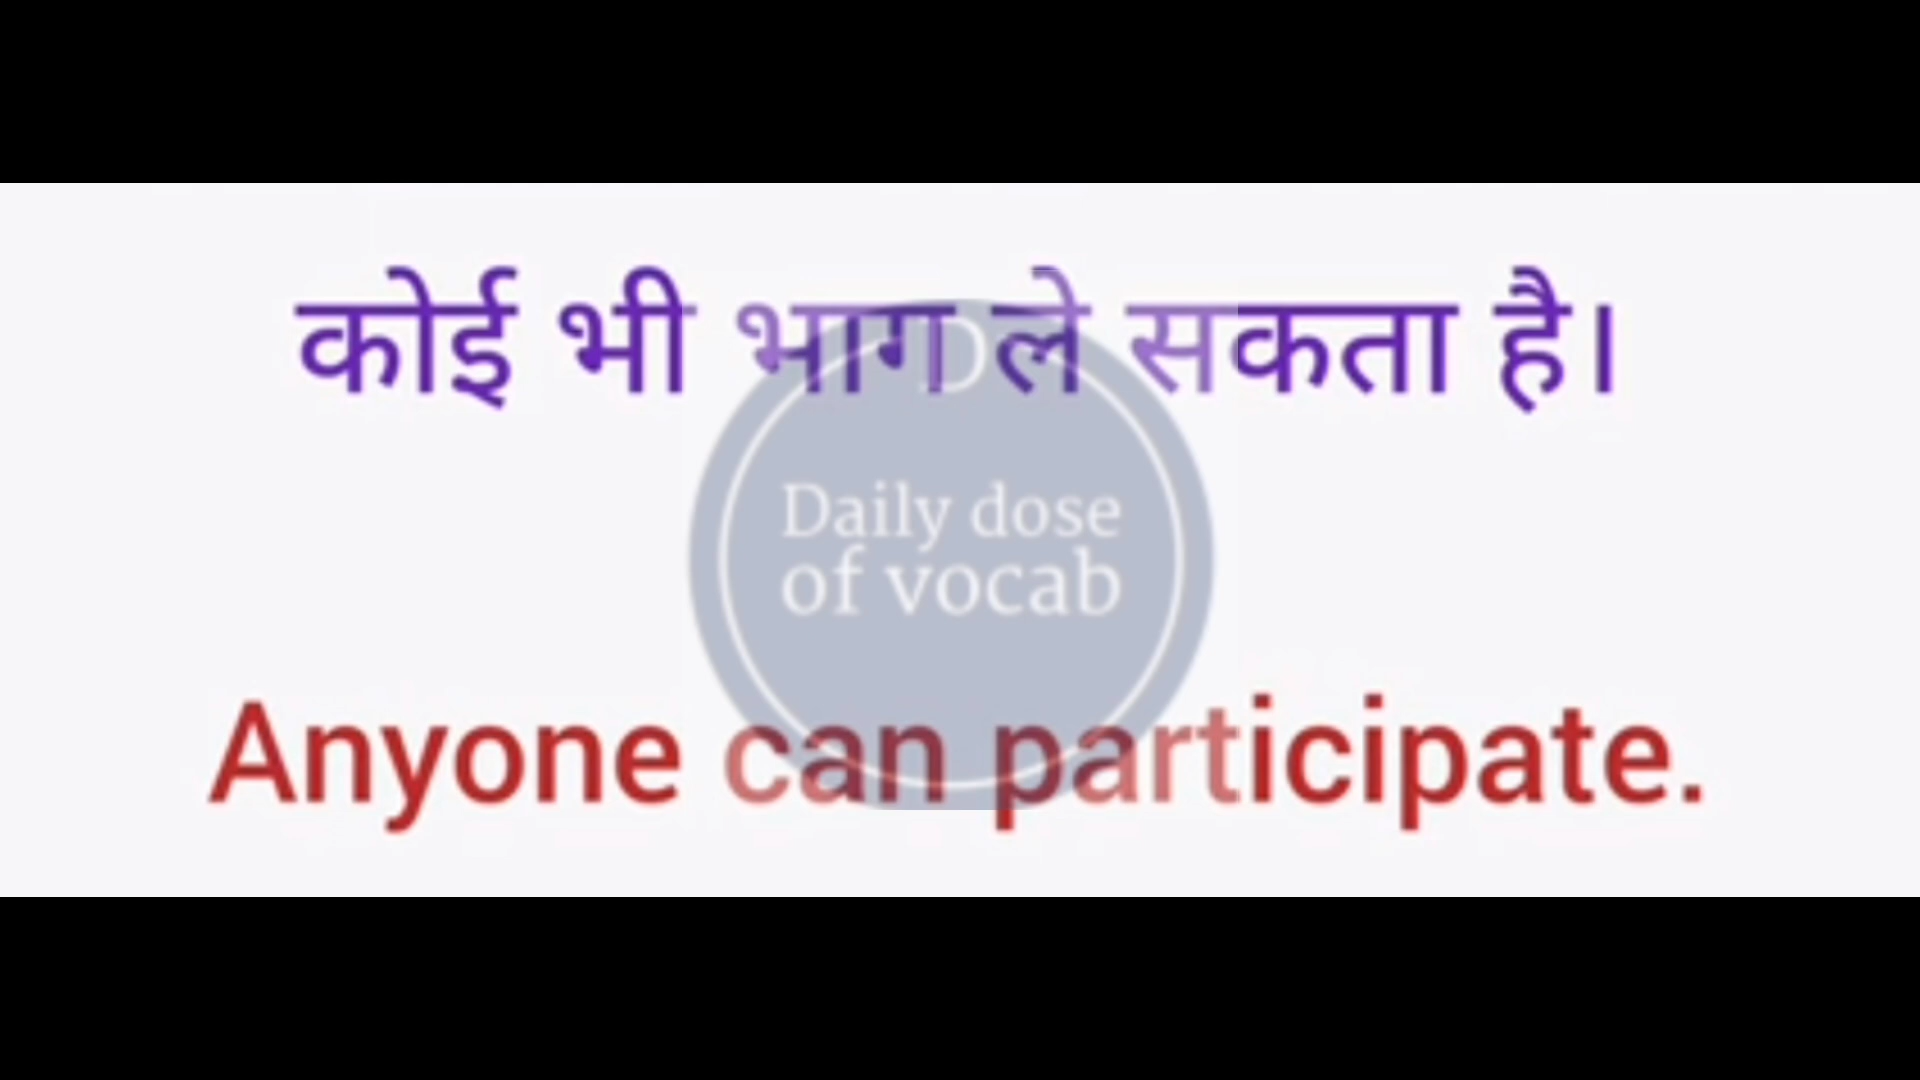 कोई भी भाग ले सकता है।
D
Daily dose
of vocab
Anyone can participate.